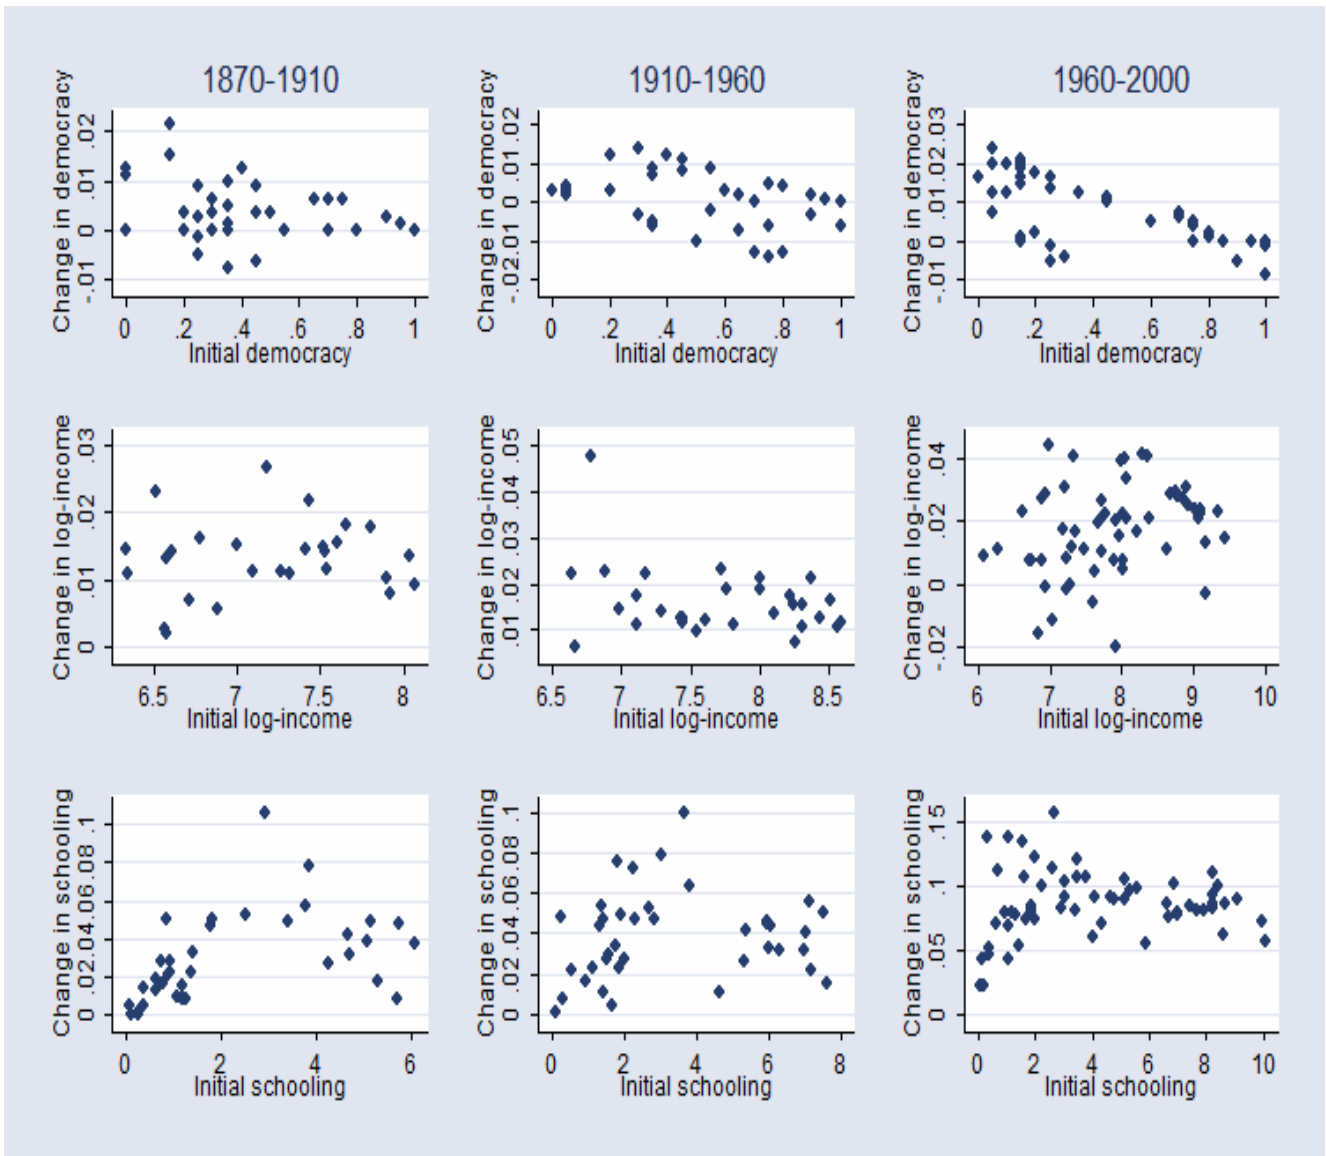 1870-1910
1910-1960
1960-2000
Change in democracy
-.01 0 .01 .02
0 .2 .4 .6 .8 1
Initial democracy
Change in democracy
-.02 -.01 0 .01 .02
0 .2 .4 .6 .8 1
Initial democracy
Change in democracy
-.01 0 .01 .02 .03
0 .2 .4 .6 .8 1
Initial democracy
Change in log-income
0 .01 .02 .03
6.5 7 7.5 8
Initial log-income
Change in log-income
.01 .02 .03 .04 .05
6.5 7 7.5 8 8.5
Initial log-income
Change in log-income
-.02 0 .02 .04
6 7 8 9 10
Initial log-income
Change in schooling
0 .02 .04 .06 .08 .1
0 2 4 6
Initial schooling
Change in schooling
0 .02 .04 .06 .08 .1
0 2 4 6 8
Initial schooling
Change in schooling
0 .05 .1 .15
0 2 4 6 8 10
Initial schooling